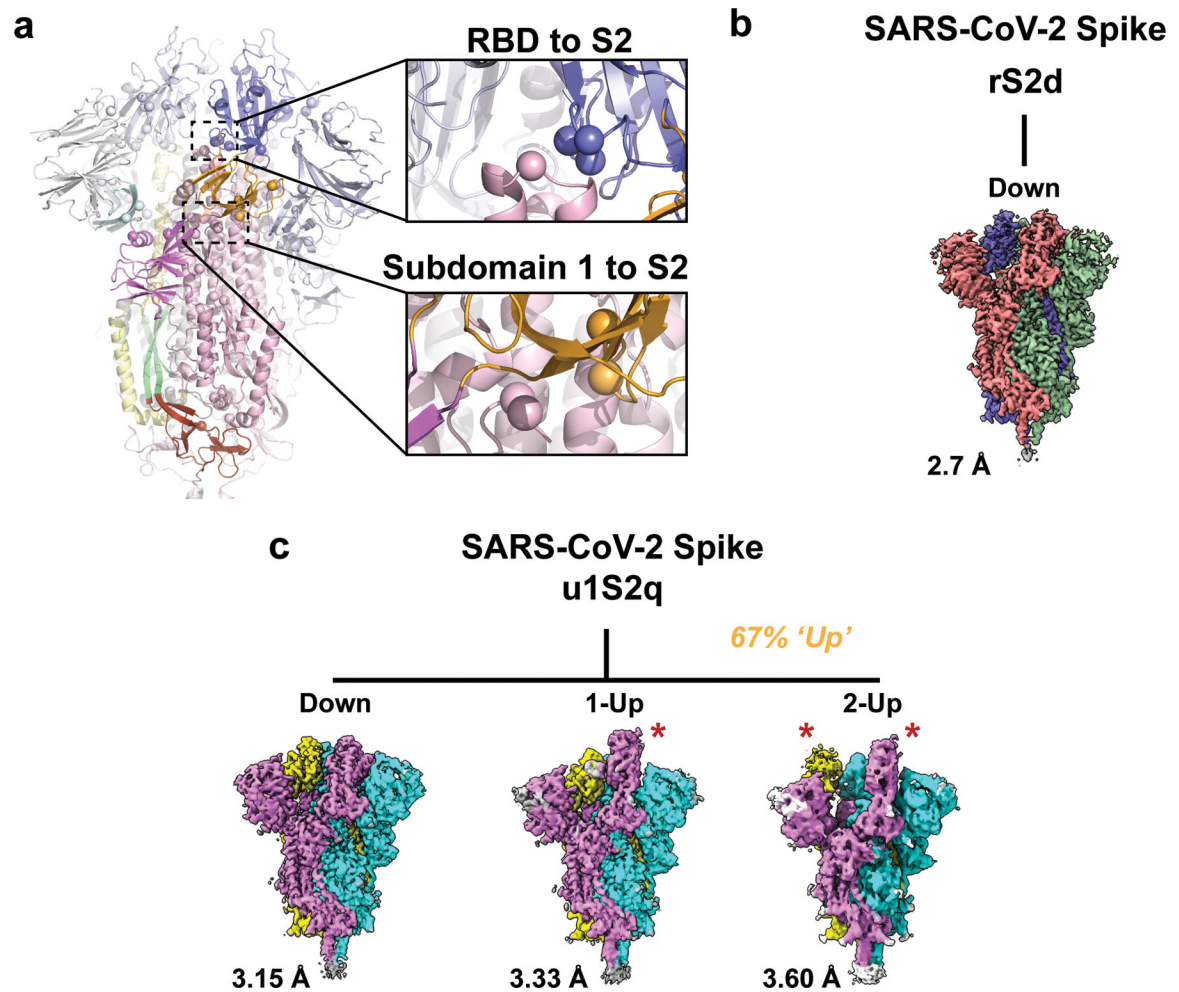 a
RBD to S2
Subdomain 1 to S2
b
SARS-CoV-2 Spike
rS2d
Down
2.7 Å
c
SARS-CoV-2 Spike
u1S2q
67% ‘Up’
Down
1-Up
*
2-Up
*
*
3.15 Å
3.33 Å
3.60 Å